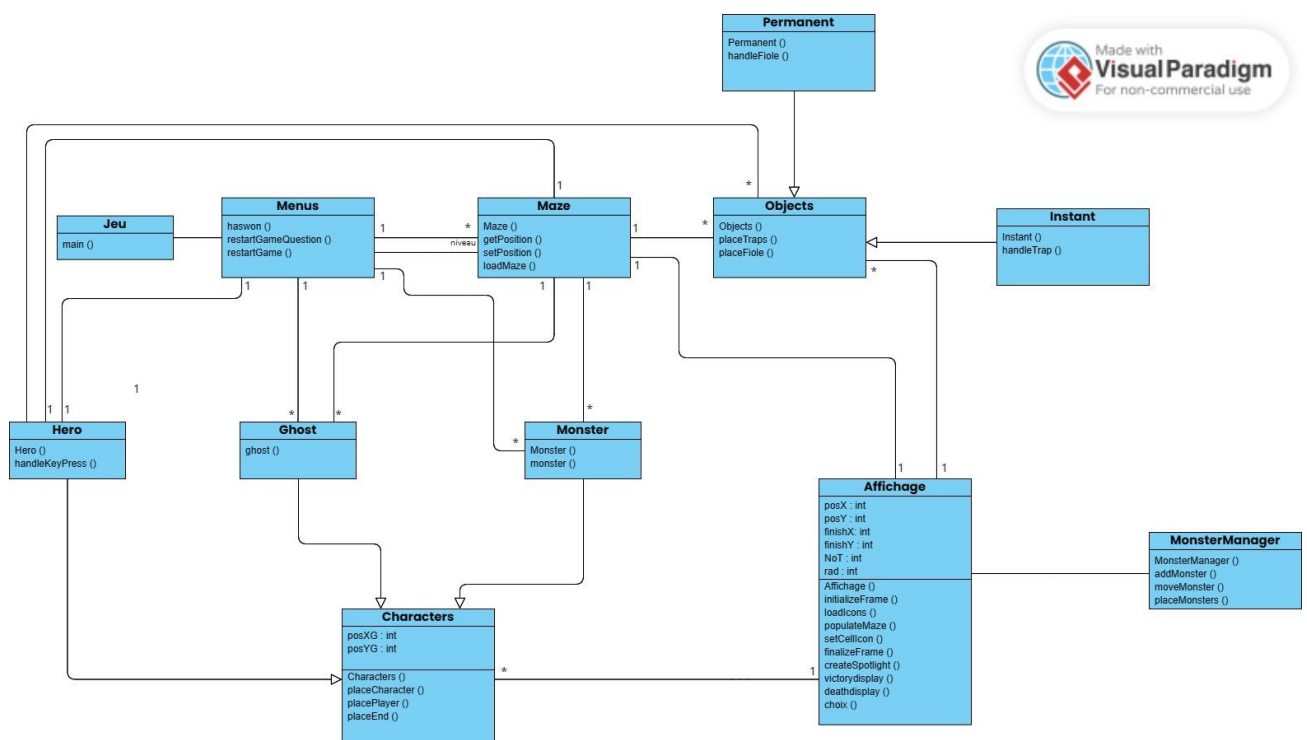 Permanent
Permanent ()
handleFiole ()
Made with
Visual Paradigm
For non-commercial use
Jeu
main ()
Menus
haswon ()
restartGameQuestion ()
restartGame ()
1
*
niveau
1
1
1
1
Maze
Maze ()
getPosition ()
setPosition ()
loadMaze ()
1
1
*
*
1
1
1
Objects
Objects ()
placeTraps ()
placeFiole ()
*
Instant
Instant ()
handleTrap ()
1
1
1
Hero
Hero ()
handleKeyPress ()
*
*
Ghost
ghost ()
*
*
Monster
Monster ()
monster ()
1
1
Affichage
posX : int
posY : int
finishX: int
finishY : int
NoT : int
rad : int
Affichage ()
initializeFrame ()
loadIcons ()
populateMaze ()
setCellIcon ()
finalizeFrame ()
createSpotlight ()
victorydisplay ()
deathdisplay ()
choix ()
MonsterManager
MonsterManager ()
addMonster ()
moveMonster ()
placeMonsters ()
Characters
posXG : int
posYG : int
Characters ()
placeCharacter ()
placePlayer ()
placeEnd ()
*
1